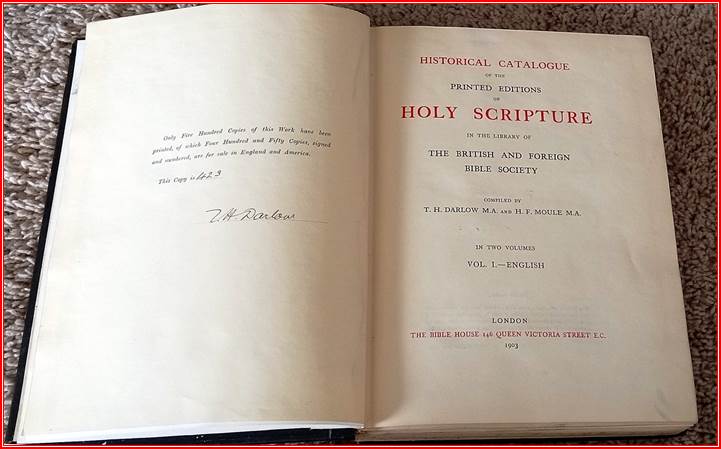 Only Five Hundred Copies of this Work have been
printed, of which Four Hundred and Fifty Copies, signed
and numbered, are for sale in England and America.
This Copy is 423
T. H. Darlow
HISTORICAL CATALOGUE
OF THE
PRINTED EDITIONS
OF
HOLY SCRIPTURE
IN THE LIBRARY OF
THE BRITISH AND FOREIGN
BIBLE SOCIETY
COMPILED BY
T. H. DARLOW M.A. AND H. F. MOULE M.A.
IN TWO VOLUMES
VOL. I.—ENGLISH
LONDON
THE BIBLE HOUSE 146 QUEEN VICTORIA STREET E.C.
1903